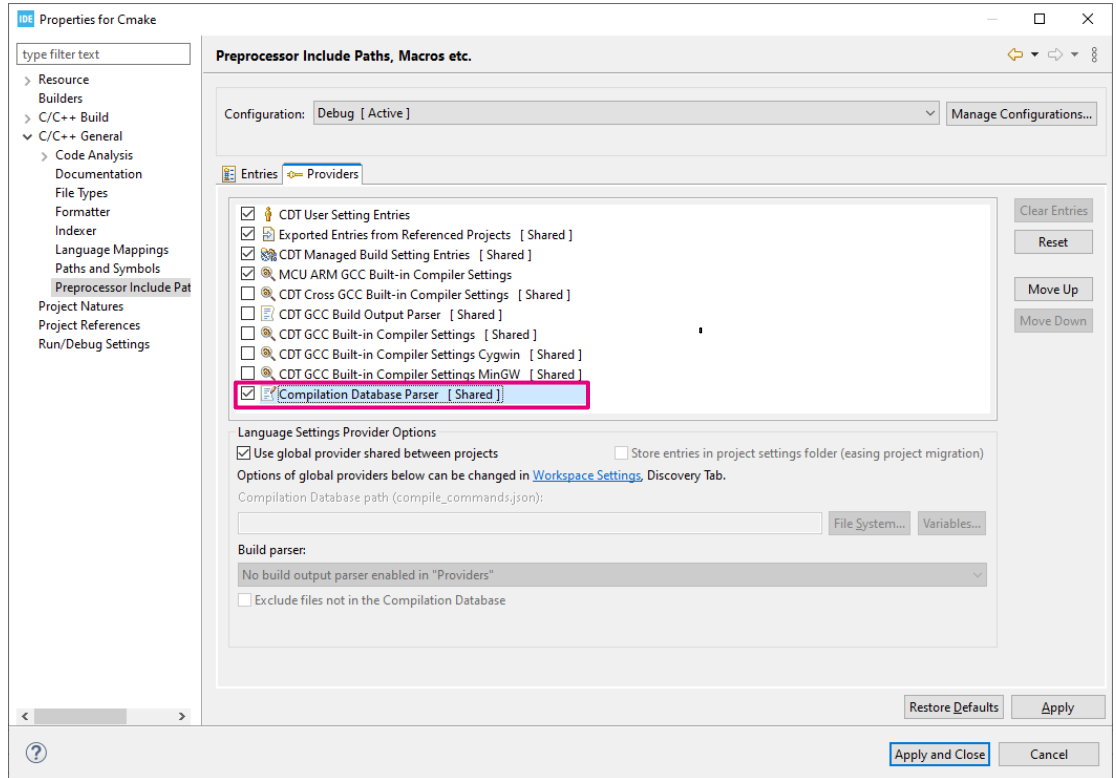 IDE Properties for Cmake
type filter text
Resource
Builders
C/C++ Build
C/C++ General
Code Analysis
Documentation
File Types
Formatter
Indexer
Language Mappings
Paths and Symbols
Preprocessor Include Pat
Project Natures
Project References
Run/Debug Settings
Preprocessor Include Paths, Macros etc.
Configuration: Debug [ Active ] Manage Configurations...
Entries Providers
CDT User Setting Entries
Exported Entries from Referenced Projects [ Shared ]
CDT Managed Build Setting Entries [ Shared ]
MCU ARM GCC Built-in Compiler Settings
CDT Cross GCC Built-in Compiler Settings [ Shared ]
CDT GCC Build Output Parser [ Shared ]
CDT GCC Built-in Compiler Settings [ Shared ]
CDT GCC Built-in Compiler Settings Cygwin [ Shared ]
CDT GCC Built-in Compiler Settings MinGW [ Shared ]
Compilation Database Parser [ Shared ]
Clear Entries
Reset
Move Up
Move Down
Language Settings Provider Options
Use global provider shared between projects Store entries in project settings folder (easing project migration)
Options of global providers below can be changed in Workspace Settings, Discovery Tab.
Compilation Database path (compile_commands.json):
File System... Variables...
Build parser:
No build output parser enabled in "Providers"
Exclude files not in the Compilation Database
Restore Defaults Apply
? Apply and Close Cancel